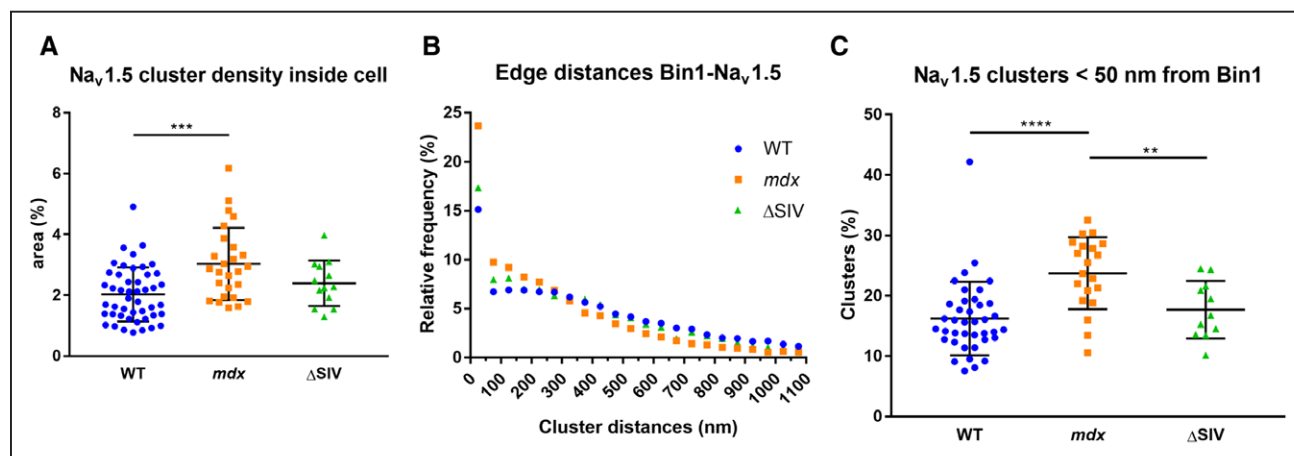 A
Naᵥ1.5 cluster density inside cell
***
8
6
4
2
0
area (%)
WT
mdx
ΔSIV
B
Edge distances Bin1-Naᵥ1.5
25
20
15
10
5
0
Relative frequency (%)
WT
mdx
ΔSIV
0
100
200
300
400
500
600
700
800
900
1000
1100
Cluster distances (nm)
C
Naᵥ1.5 clusters < 50 nm from Bin1
****
**
50
40
30
20
10
0
Clusters (%)
WT
mdx
ΔSIV